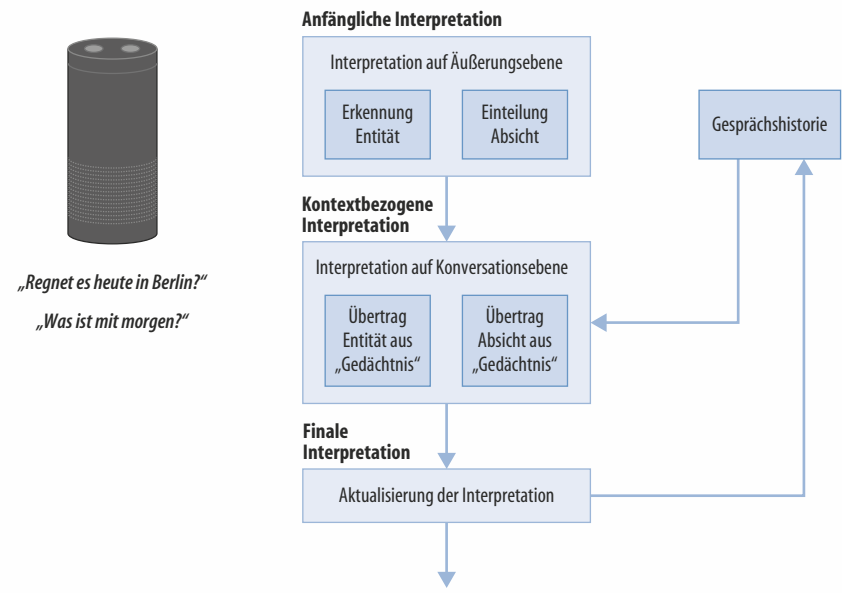 Anfängliche Interpretation
Interpretation auf Äußerungsebene
Erkennung
Entität
Einteilung
Absicht
Gesprächshistorie
Kontextbezogene
Interpretation
Interpretation auf Konversationsebene
„Regnet es heute in Berlin?“
„Was ist mit morgen?“
Übertrag
Entität aus
„Gedächtnis“
Übertrag
Absicht aus
„Gedächtnis“
Finale
Interpretation
Aktualisierung der Interpretation